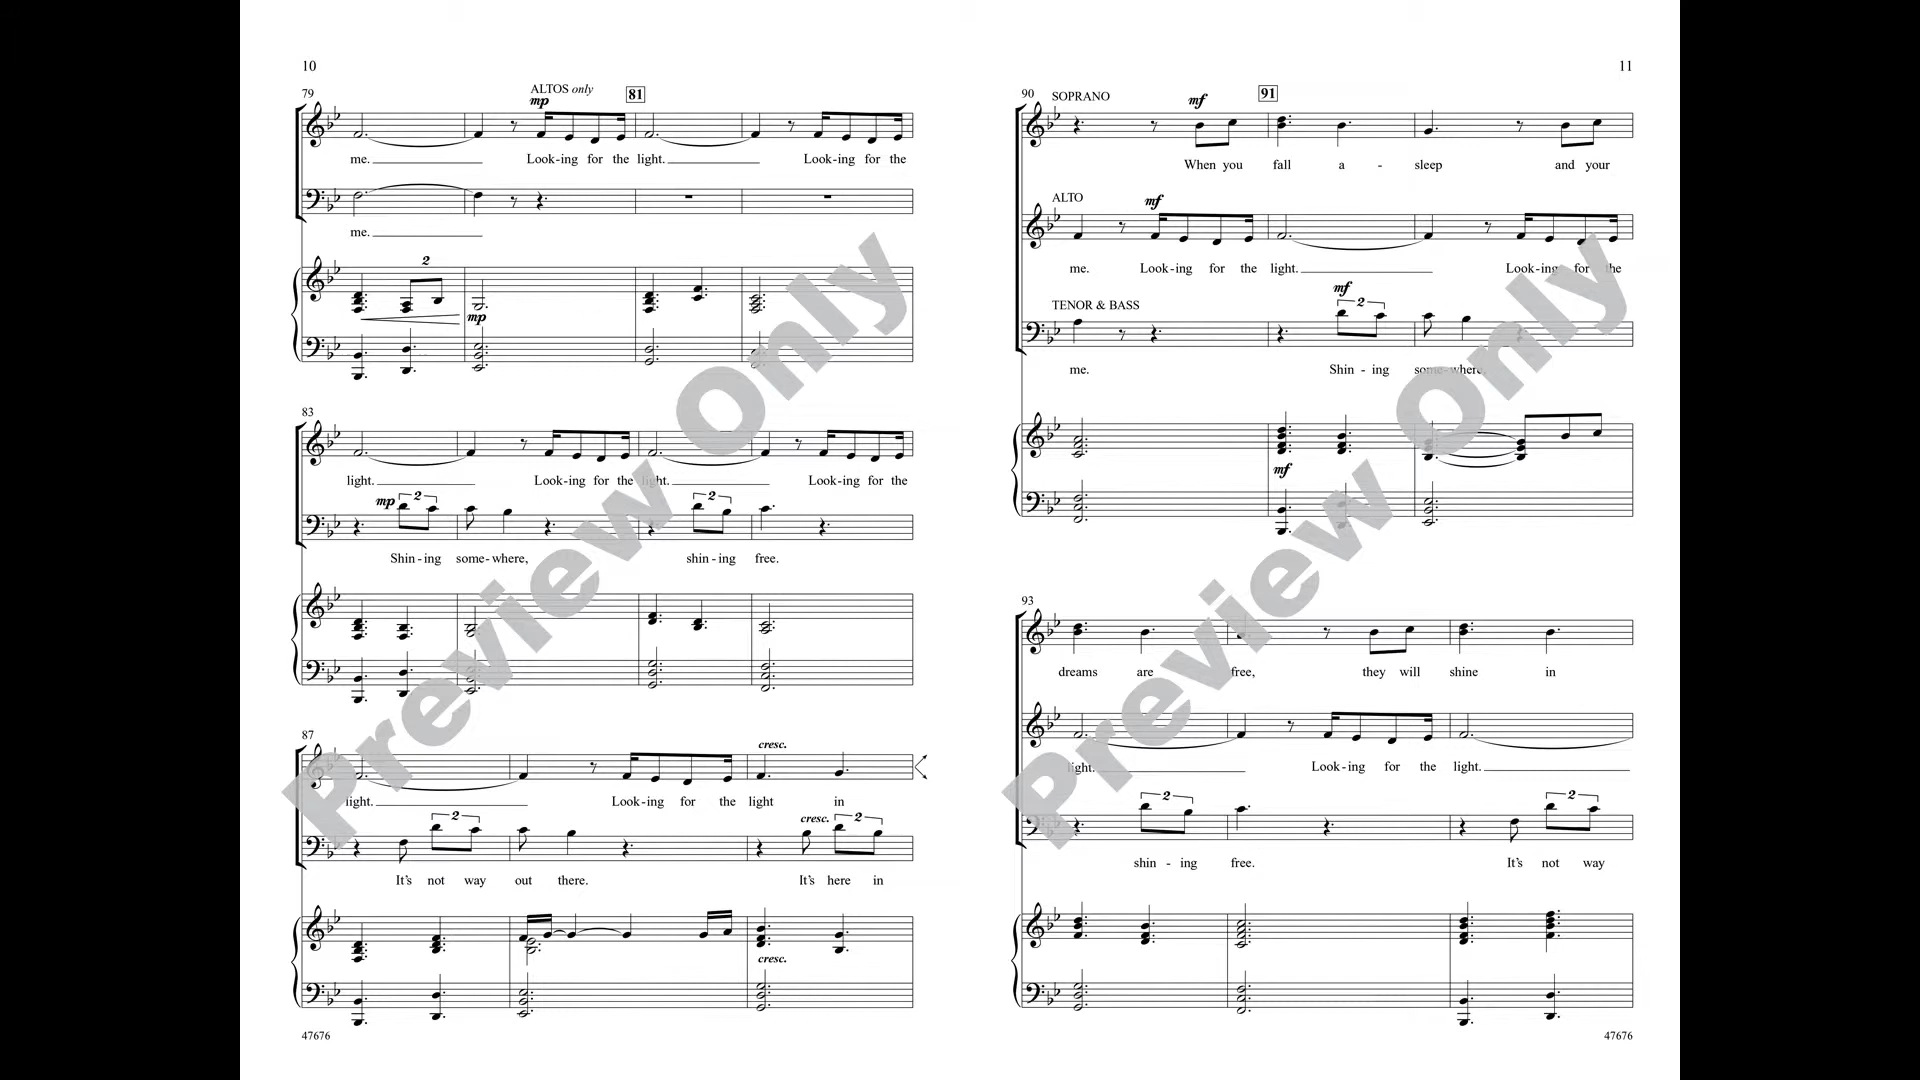 10
79
ALTOS only
mp
81
me. Look-ing for the light. Look-ing for the
me.
2
mp
83
light. Look-ing for the light. Look-ing for the
mp 2 2
Shin-ing some-where, shin-ing free.
87
cresc.
light. Look-ing for the light in
2 cresc. 2
It's not way out there. It's here in
cresc.
47676
11
90 SOPRANO mf 91
When you fall a - sleep and your
ALTO mf
me. Look-ing for the light. Look-ing for the
mf
TENOR & BASS 2
me. Shin - ing some-where,
mf
93
dreams are free, they will shine in
light. Look-ing for the light.
2 2
shin - ing free. It's not way
47676
Preview Only
Preview Only